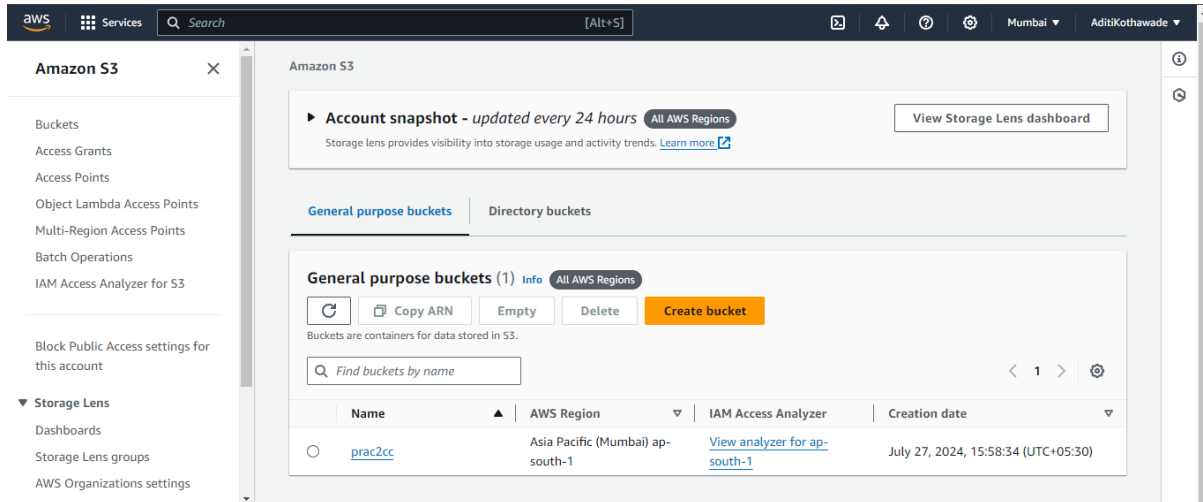 aws Services Search [Alt+S] Mumbai AditiKothawade
Amazon S3
Buckets
Access Grants
Access Points
Object Lambda Access Points
Multi-Region Access Points
Batch Operations
IAM Access Analyzer for S3
Block Public Access settings for
this account
Storage Lens
Dashboards
Storage Lens groups
AWS Organizations settings
Amazon S3
Account snapshot - updated every 24 hours All AWS Regions View Storage Lens dashboard
Storage lens provides visibility into storage usage and activity trends. Learn more
General purpose buckets Directory buckets
General purpose buckets (1) Info All AWS Regions
Copy ARN Empty Delete Create bucket
Buckets are containers for data stored in S3.
Find buckets by name 1
Name AWS Region IAM Access Analyzer Creation date
prac2cc Asia Pacific (Mumbai) ap- View analyzer for ap- July 27, 2024, 15:58:34 (UTC+05:30)
south-1 south-1